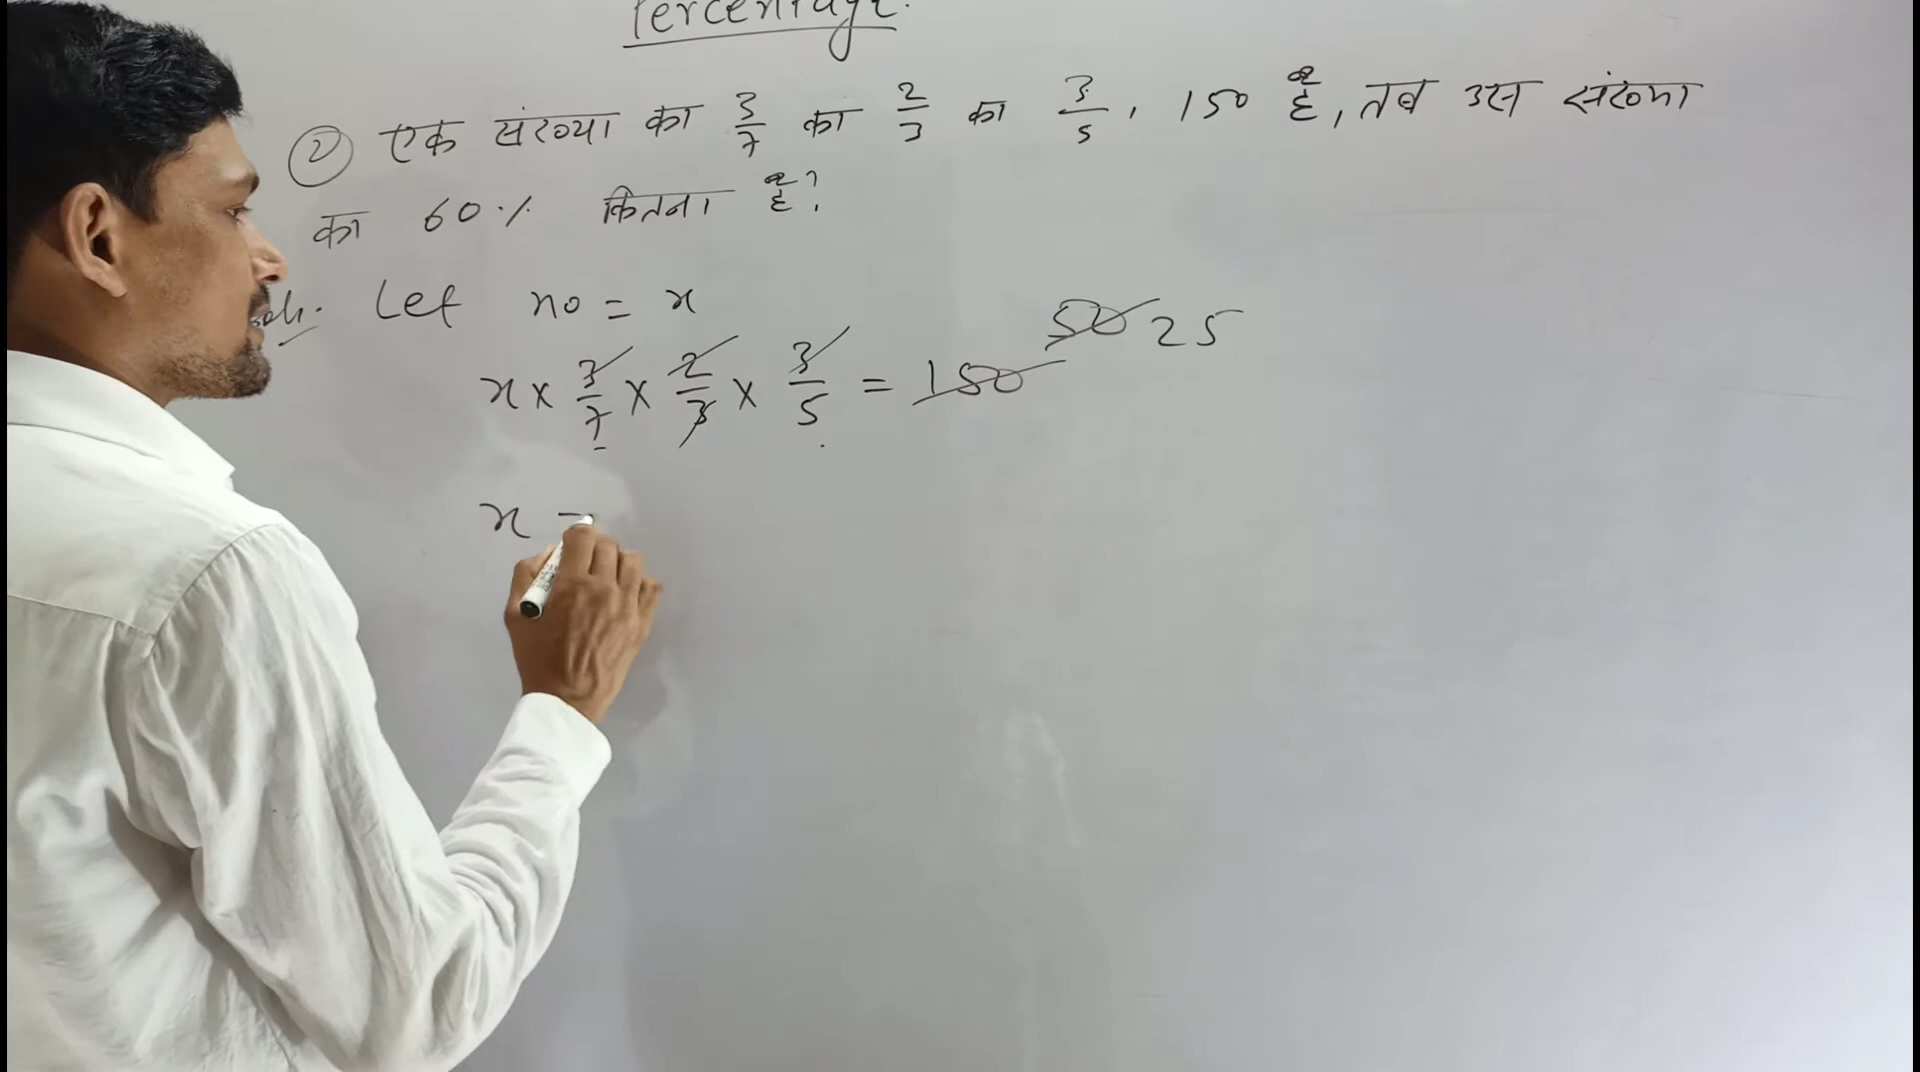 Percentage.
② एक संख्या का 3/7 का 2/3 का 3/5, 150 है, तब उस संख्या
का 60% कितना है?
Soln. Let no = x
50 25
x × 3/7 × 2/3 × 3/5 = 150
x =